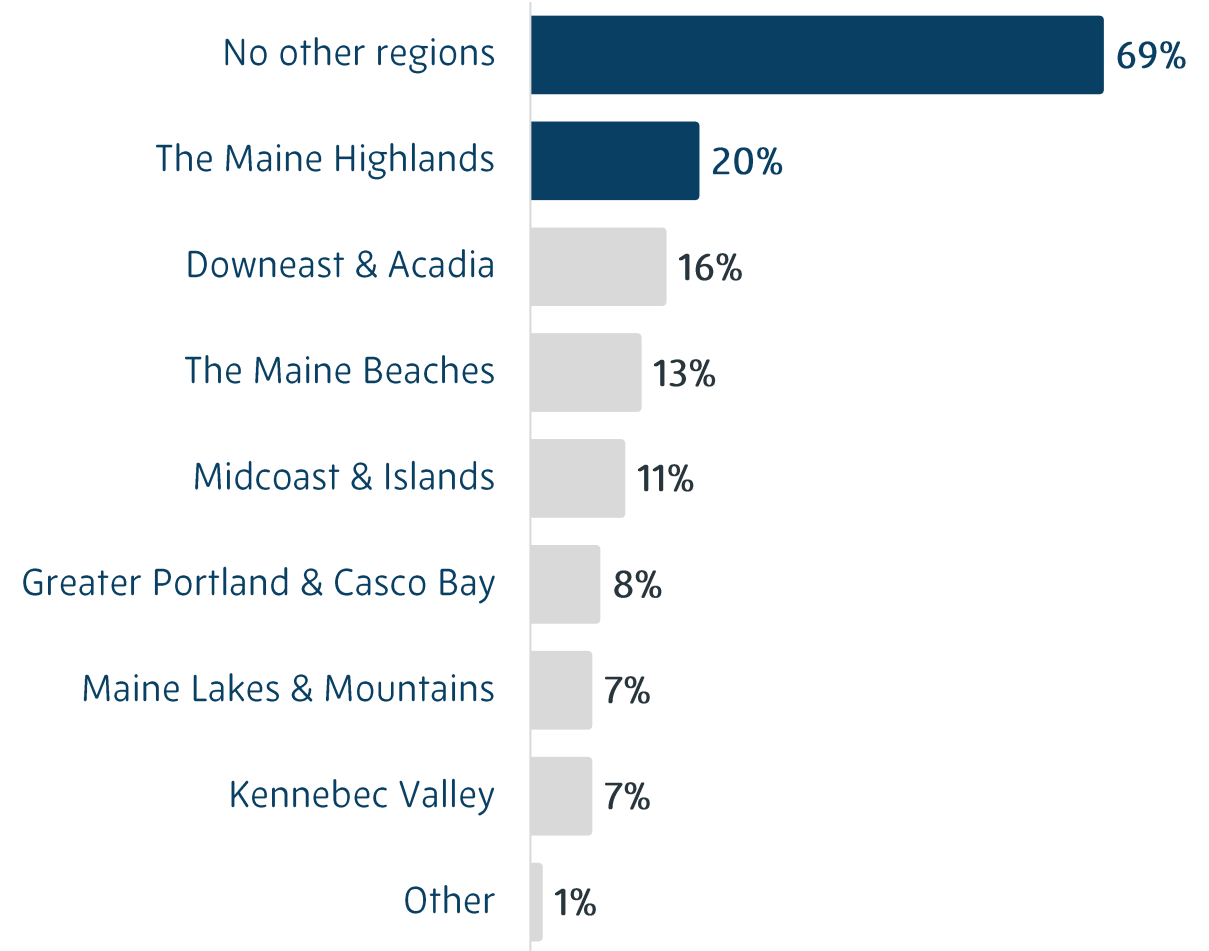 No other regions 69%
The Maine Highlands 20%
Downeast & Acadia 16%
The Maine Beaches 13%
Midcoast & Islands 11%
Greater Portland & Casco Bay 8%
Maine Lakes & Mountains 7%
Kennebec Valley 7%
Other 1%